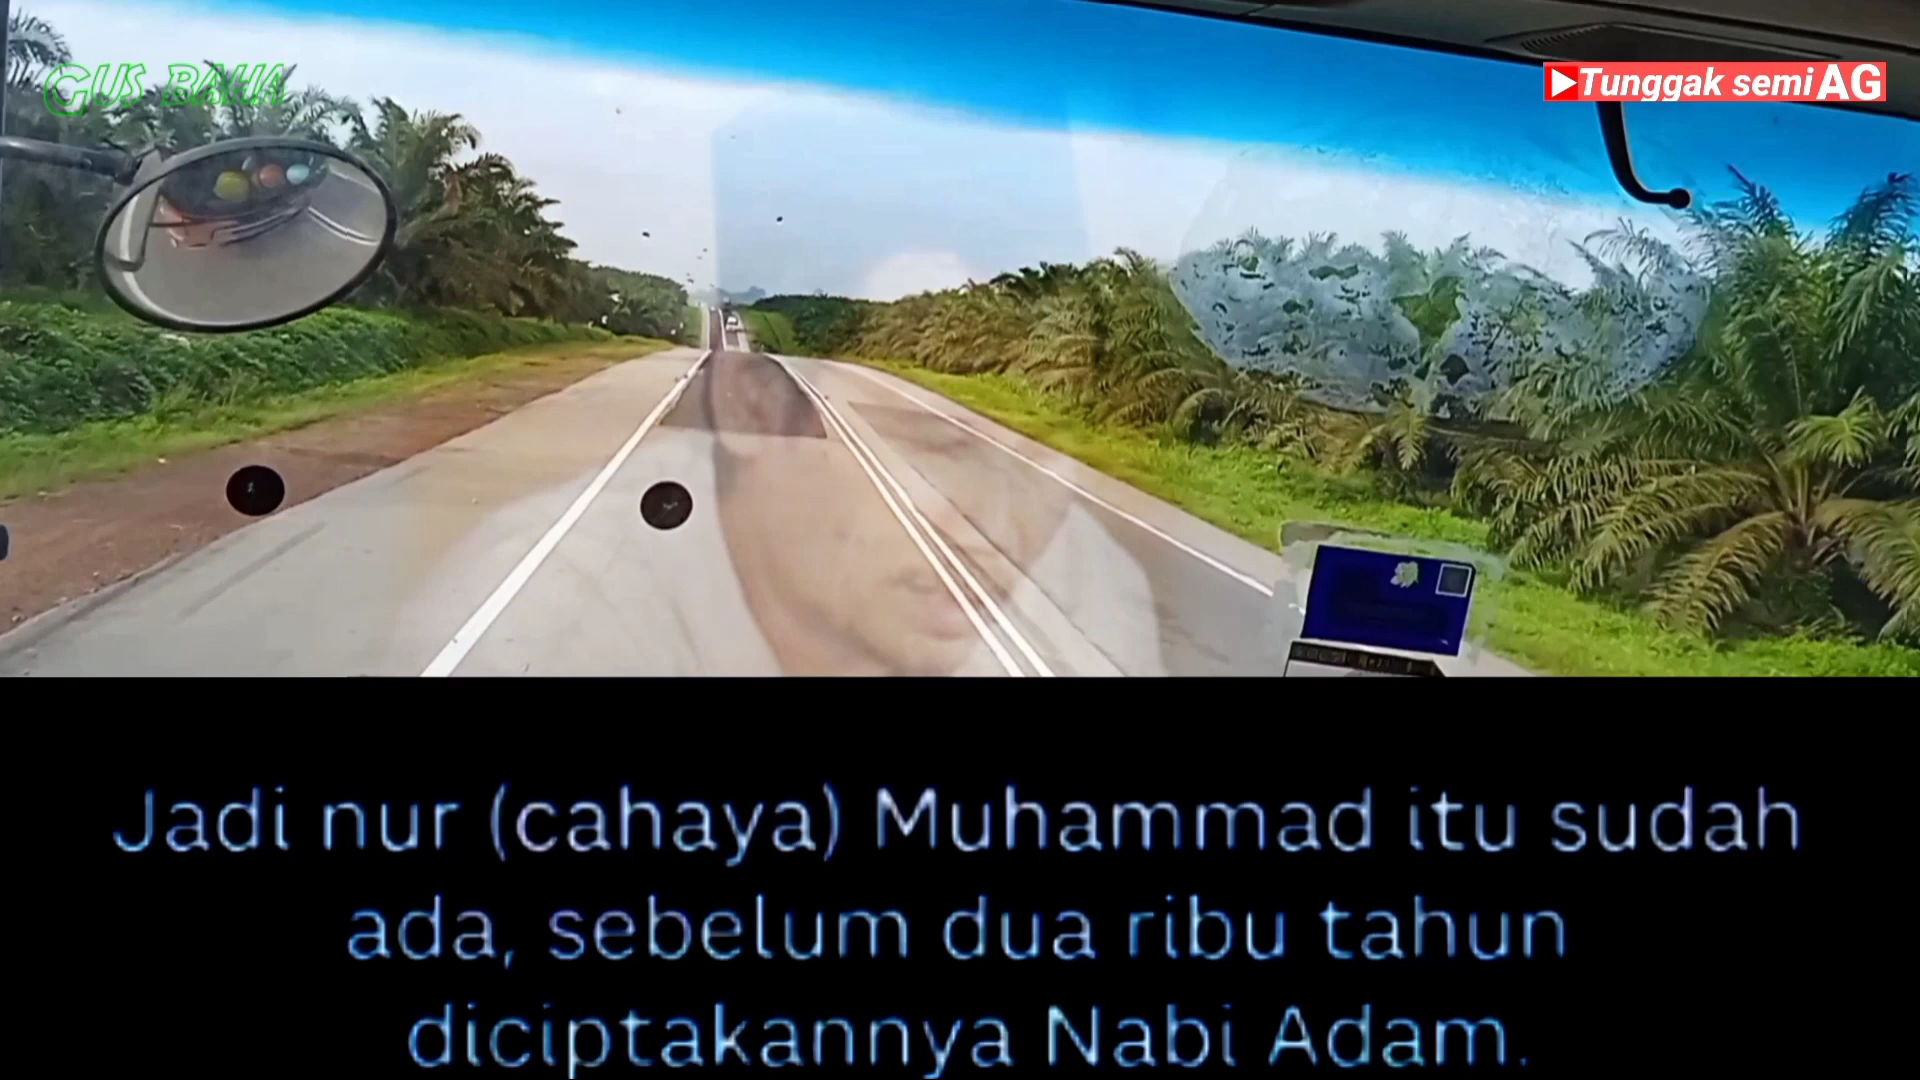 GUS BAHA
Tunggak semi AG
Jadi nur (cahaya) Muhammad itu sudah
ada, sebelum dua ribu tahun
diciptakannya Nabi Adam.